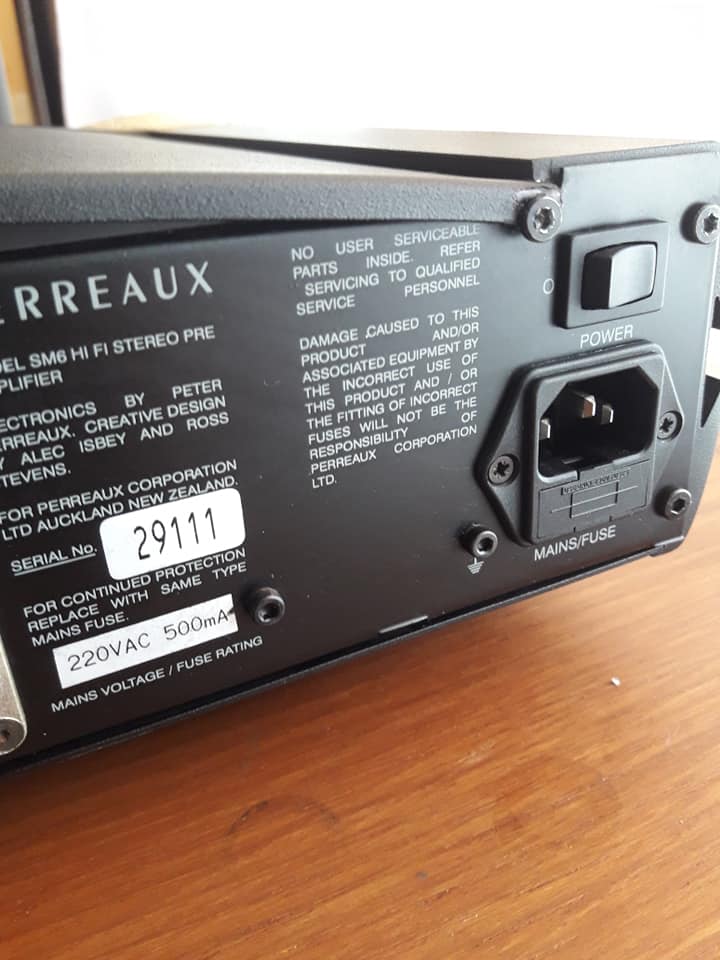 ERREAUX
EL SM6 HI FI STEREO PRE
PLIFIER
ECTRONICS BY PETER
ERREAUX. CREATIVE DESIGN
Y ALEC ISBEY AND ROSS
TEVENS.
FOR PERREAUX CORPORATION
LTD AUCKLAND NEW ZEALAND.
SERIAL No. 29111
FOR CONTINUED PROTECTION
REPLACE WITH SAME TYPE
MAINS FUSE.
220VAC 500mA
MAINS VOLTAGE / FUSE RATING
NO USER SERVICEABLE
PARTS INSIDE. REFER
SERVICING TO QUALIFIED
SERVICE PERSONNEL
DAMAGE CAUSED TO THIS
PRODUCT AND/OR
ASSOCIATED EQUIPMENT BY
THE INCORRECT USE OF
THIS PRODUCT AND / OR
THE FITTING OF INCORRECT
FUSES WILL NOT BE THE
RESPONSIBILITY OF
PERREAUX CORPORATION
LTD.
O
POWER
MAINS/FUSE